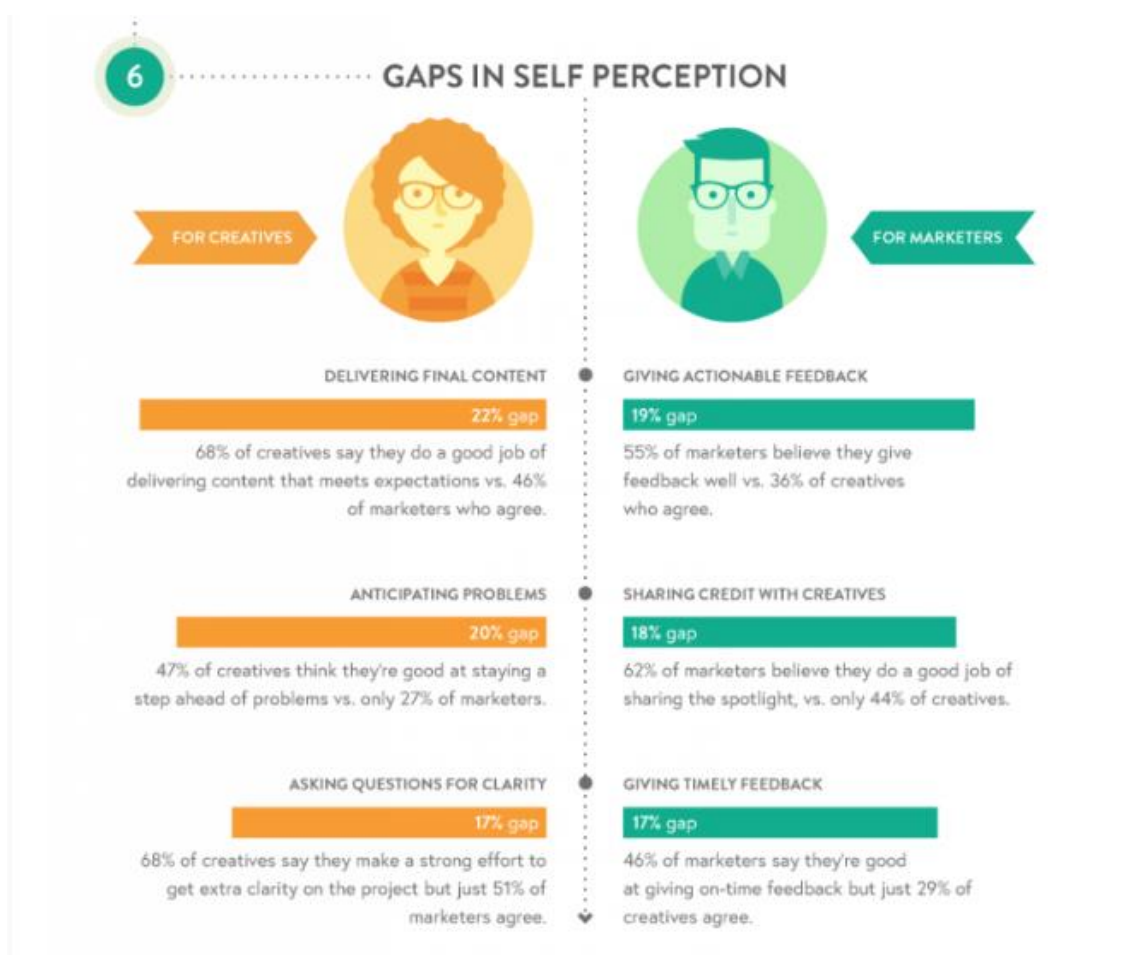 6
GAPS IN SELF PERCEPTION
FOR CREATIVES
DELIVERING FINAL CONTENT
22% gap
68% of creatives say they do a good job of
delivering content that meets expectations vs. 46%
of marketers who agree.
ANTICIPATING PROBLEMS
20% gap
47% of creatives think they're good at staying a
step ahead of problems vs. only 27% of marketers.
ASKING QUESTIONS FOR CLARITY
17% gap
68% of creatives say they make a strong effort to
get extra clarity on the project but just 51% of
marketers agree.
FOR MARKETERS
GIVING ACTIONABLE FEEDBACK
19% gap
55% of marketers believe they give
feedback well vs. 36% of creatives
who agree.
SHARING CREDIT WITH CREATIVES
18% gap
62% of marketers believe they do a good job of
sharing the spotlight, vs. only 44% of creatives.
GIVING TIMELY FEEDBACK
17% gap
46% of marketers say they're good
at giving on-time feedback but just 29% of
creatives agree.